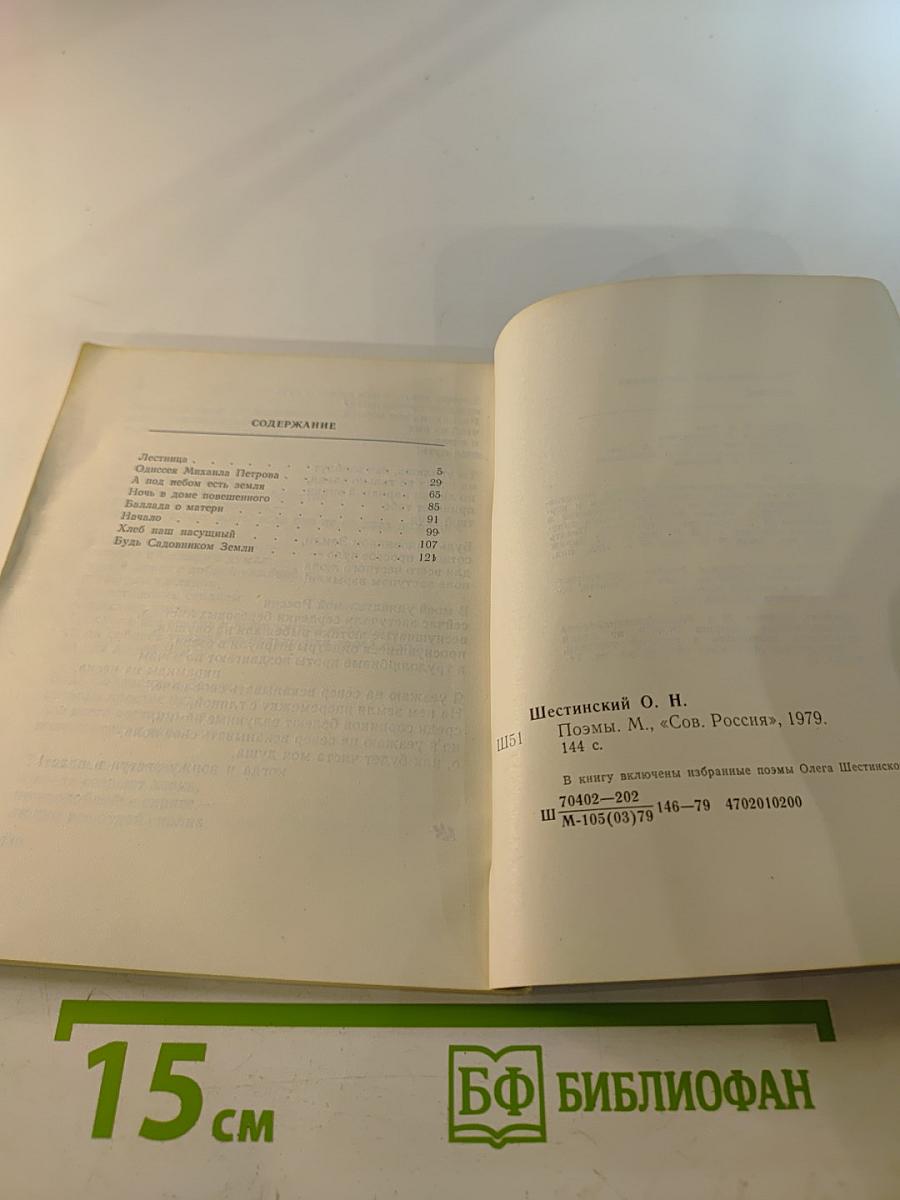 СОДЕРЖАНИЕ
Лестница . . . . . . . . . 5
Одиссея Михаила Петрова . . . . . . 29
А под небом есть земля . . . . . . 65
Ночь в доме повешенного . . . . . . 85
Баллада о матери . . . . . . . 91
Начало . . . . . . . . . 99
Хлеб наш насущный . . . . . . . 107
Будь Садовником Земли . . . . . . 121
Шестинский О. Н.
Ш51 Поэмы. М., «Сов. Россия», 1979.
144 с.
В книгу включены избранные поэмы Олега Шестинско
Ш 70402—202 / М-105(03)79 146—79 4702010200
15 см
БФ БИБЛИОФАН